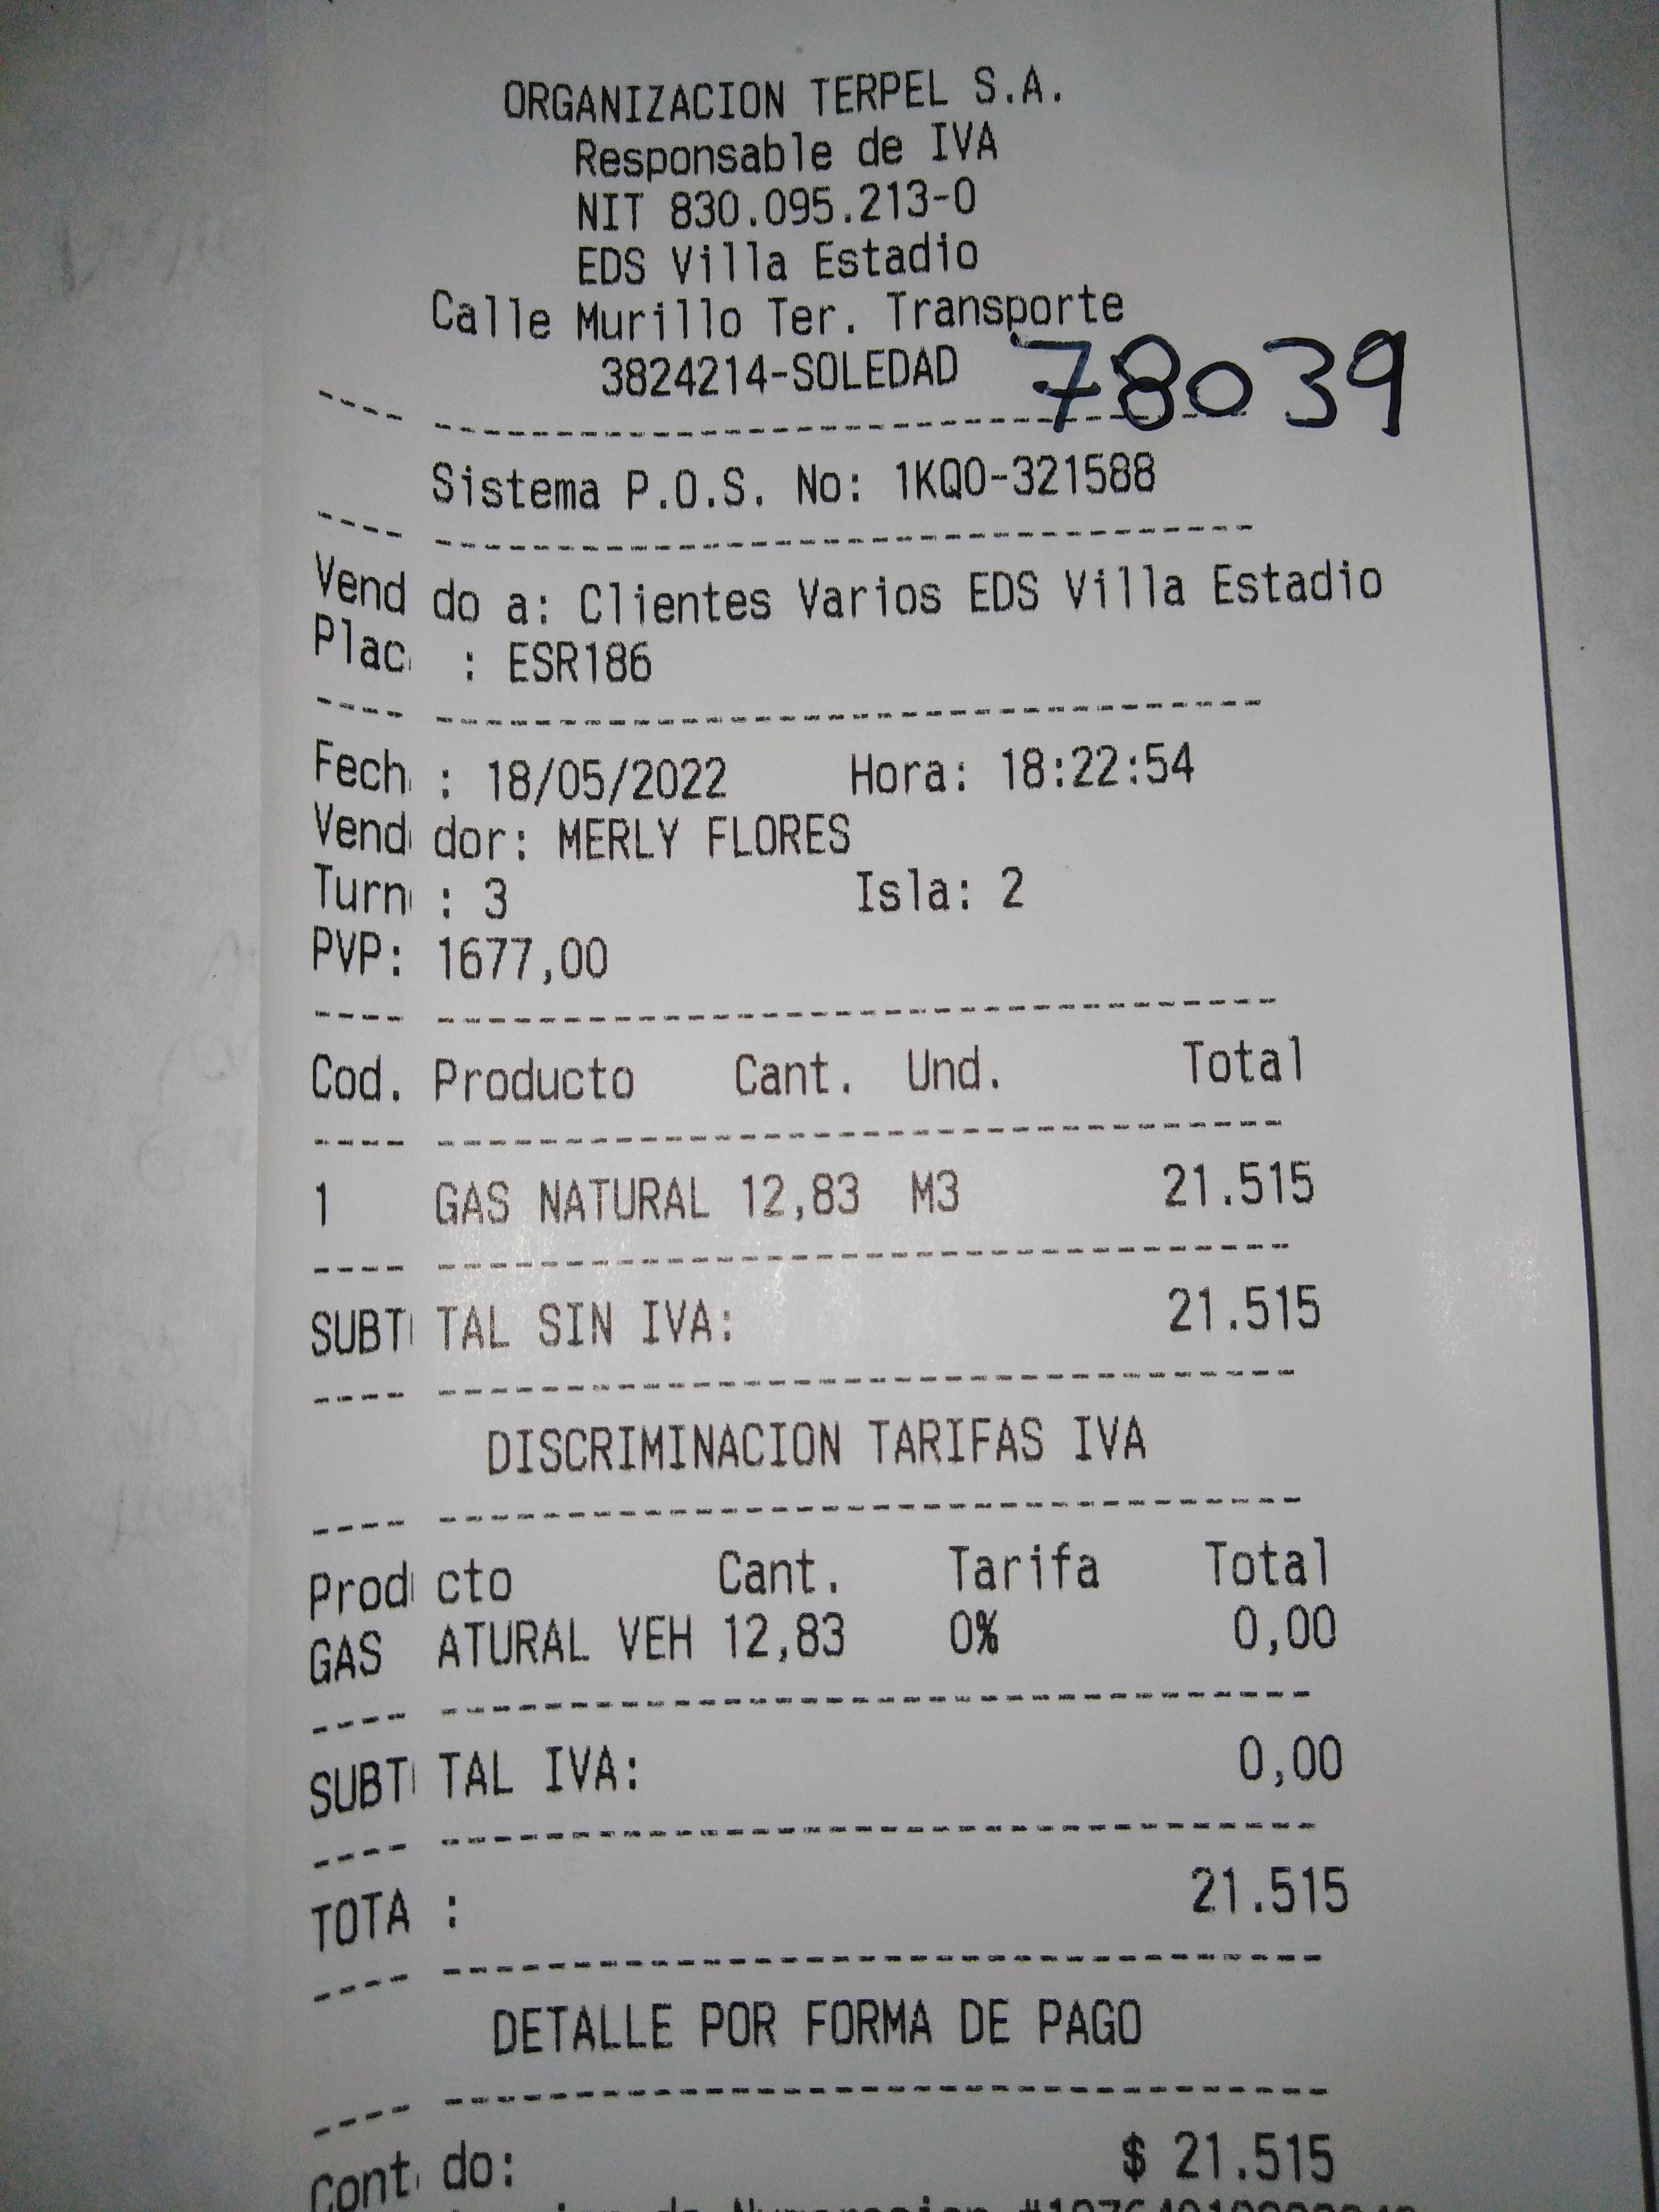 ORGANIZACION TERPEL S.A.
Responsable de IVA
NIT 830.095.213-0
EDS Villa Estadio
Calle Murillo Ter. Transporte
3824214-SOLEDAD 78039
Sistema P.O.S. No: 1KQ0-321588
Vend do a: Clientes Varios EDS Villa Estadio
Plac : ESR186
Fech : 18/05/2022 Hora: 18:22:54
Vend dor: MERLY FLORES
Turn : 3 Isla: 2
PVP: 1677,00
Cod. Producto Cant. Und. Total
1 GAS NATURAL 12,83 M3 21.515
SUBT TAL SIN IVA: 21.515
DISCRIMINACION TARIFAS IVA
Prod cto Cant. Tarifa Total
GAS ATURAL VEH 12,83 0% 0,00
SUBT TAL IVA: 0,00
TOTA : 21.515
DETALLE POR FORMA DE PAGO
Cont do: $ 21.515